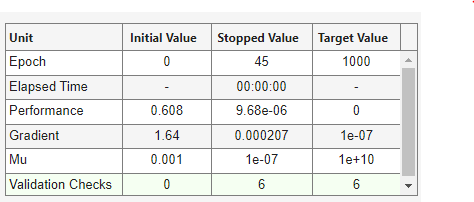 Unit Initial Value Stopped Value Target Value
Epoch 0 45 1000
Elapsed Time - 00:00:00 -
Performance 0.608 9.68e-06 0
Gradient 1.64 0.000207 1e-07
Mu 0.001 1e-07 1e+10
Validation Checks 0 6 6